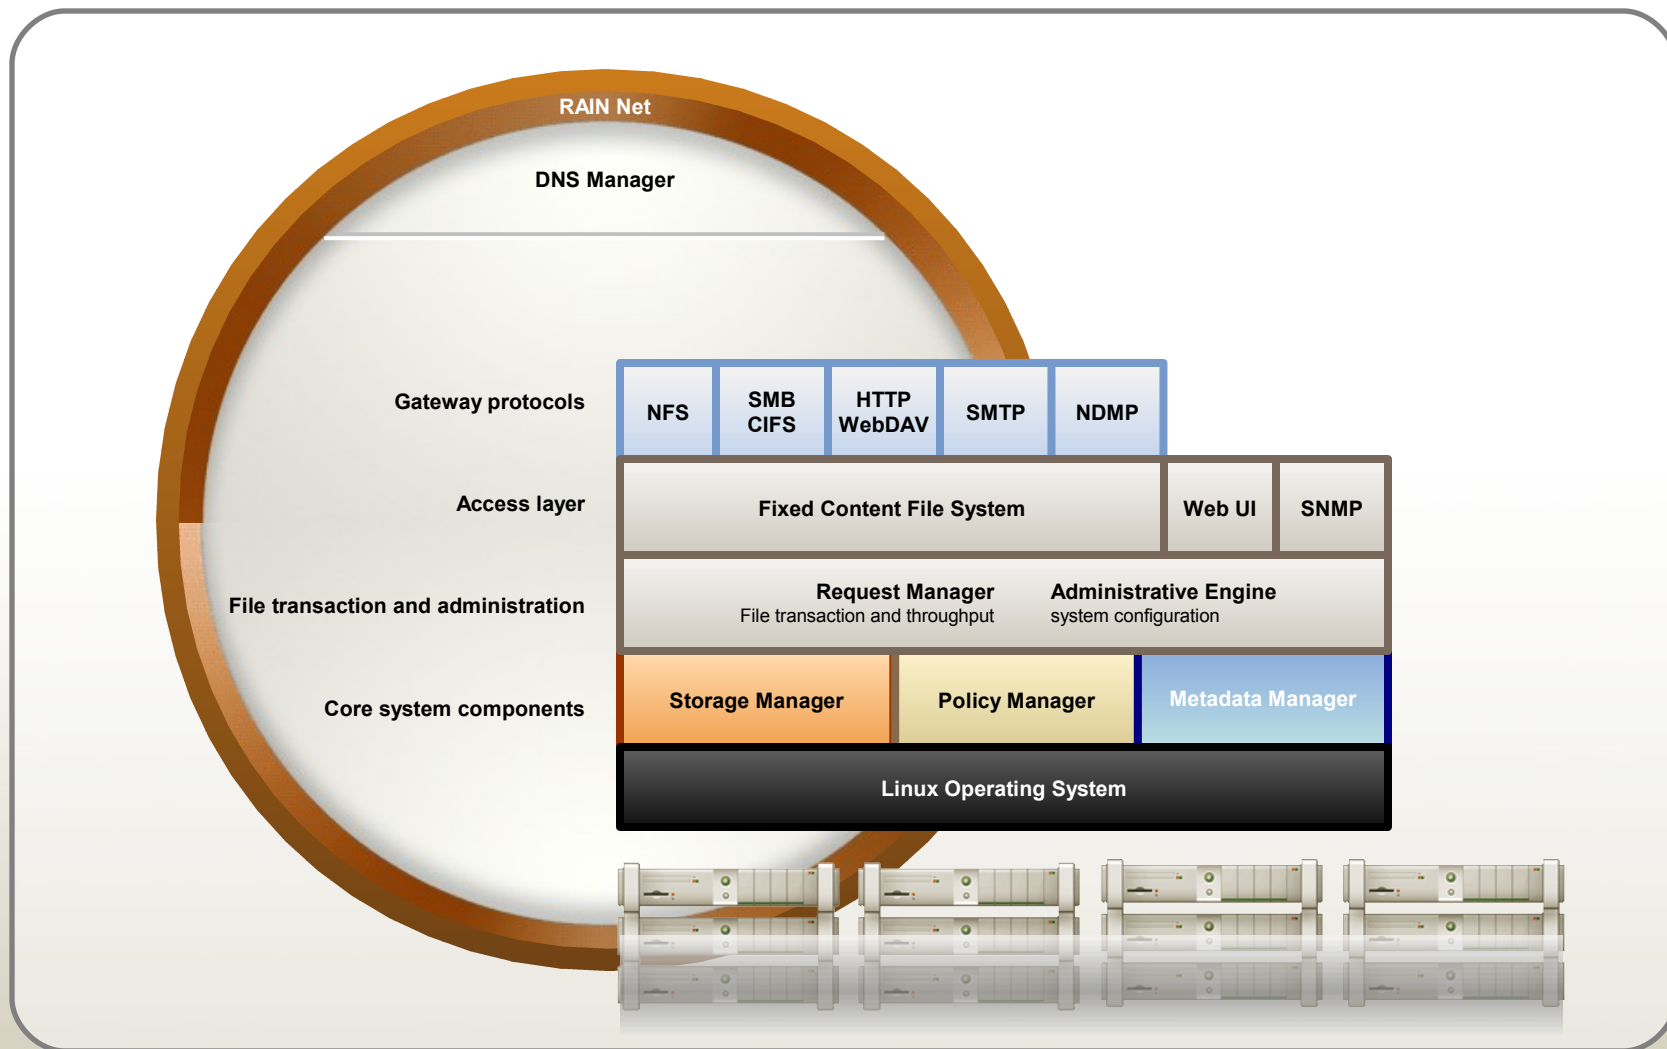 RAIN Net
DNS Manager
Gateway protocols
NFS
SMB
CIFS
HTTP
WebDAV
SMTP
NDMP
Access layer
Fixed Content File System
Web UI
SNMP
File transaction and administration
Request Manager
File transaction and throughput
Administrative Engine
system configuration
Core system components
Storage Manager
Policy Manager
Metadata Manager
Linux Operating System